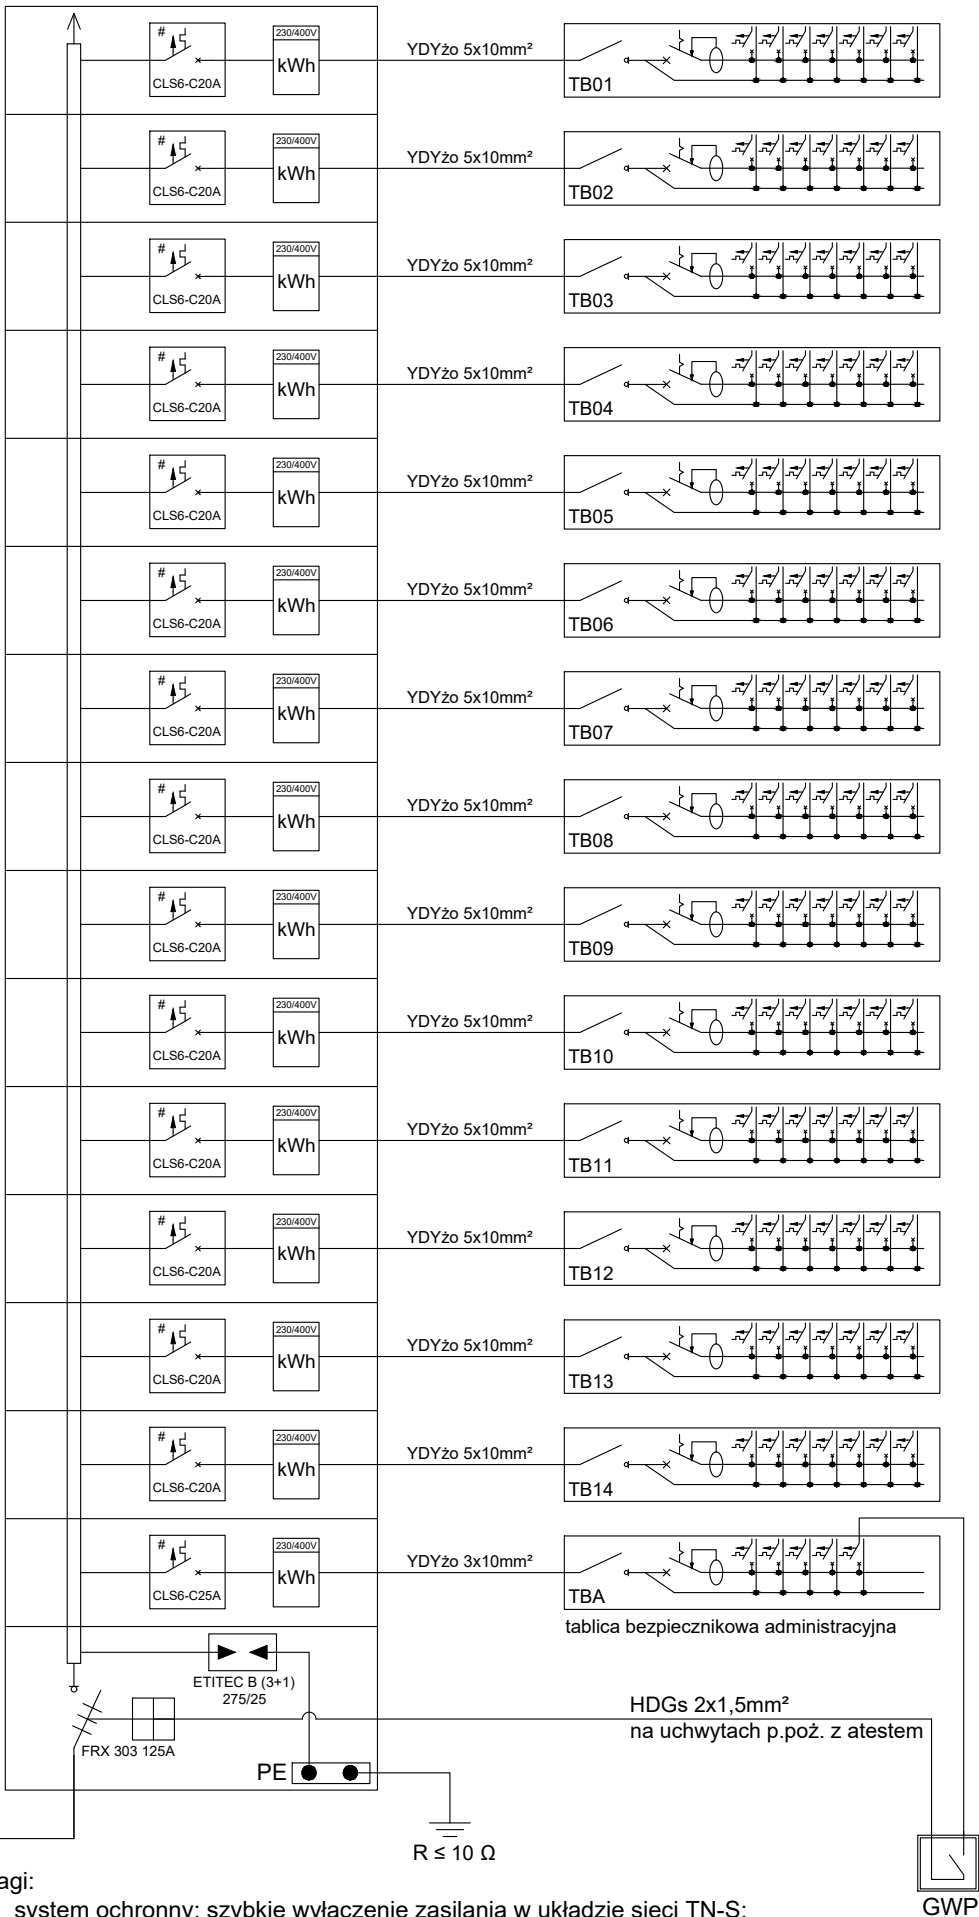 #
230/400V
kWh
CLS6-C20A
YDYżo 5x10mm²
TB01
#
230/400V
kWh
CLS6-C20A
YDYżo 5x10mm²
TB02
#
230/400V
kWh
CLS6-C20A
YDYżo 5x10mm²
TB03
#
230/400V
kWh
CLS6-C20A
YDYżo 5x10mm²
TB04
#
230/400V
kWh
CLS6-C20A
YDYżo 5x10mm²
TB05
#
230/400V
kWh
CLS6-C20A
YDYżo 5x10mm²
TB06
#
230/400V
kWh
CLS6-C20A
YDYżo 5x10mm²
TB07
#
230/400V
kWh
CLS6-C20A
YDYżo 5x10mm²
TB08
#
230/400V
kWh
CLS6-C20A
YDYżo 5x10mm²
TB09
#
230/400V
kWh
CLS6-C20A
YDYżo 5x10mm²
TB10
#
230/400V
kWh
CLS6-C20A
YDYżo 5x10mm²
TB11
#
230/400V
kWh
CLS6-C20A
YDYżo 5x10mm²
TB12
#
230/400V
kWh
CLS6-C20A
YDYżo 5x10mm²
TB13
#
230/400V
kWh
CLS6-C20A
YDYżo 5x10mm²
TB14
#
230/400V
kWh
CLS6-C25A
YDYżo 3x10mm²
TBA
tablica bezpiecznikowa administracyjna
ETITEC B (3+1)
275/25
HDGs 2x1,5mm²
na uchwytach p.poż. z atestem
FRX 303 125A
PE
R ≤ 10 Ω
GWP
agi:
system ochronny: szybkie wyłączenie zasilania w układzie sieci TN-S;